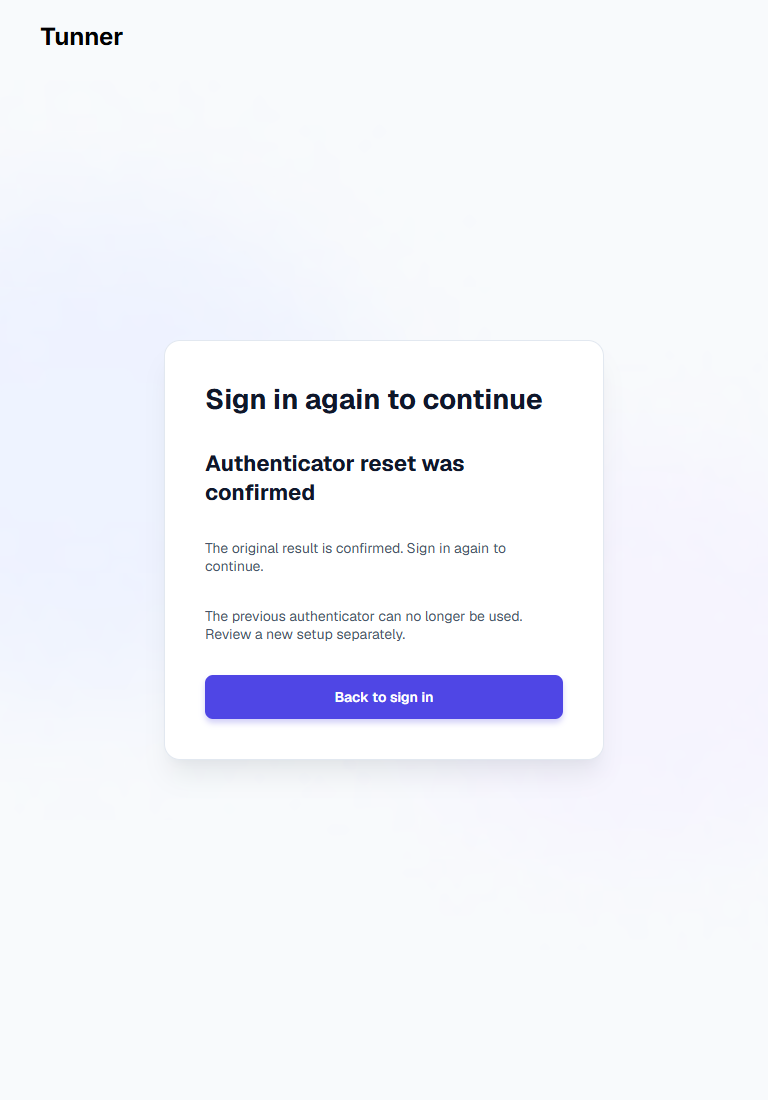 Tunner
Sign in again to continue
Authenticator reset was
confirmed
The original result is confirmed. Sign in again to
continue.
The previous authenticator can no longer be used.
Review a new setup separately.
Back to sign in